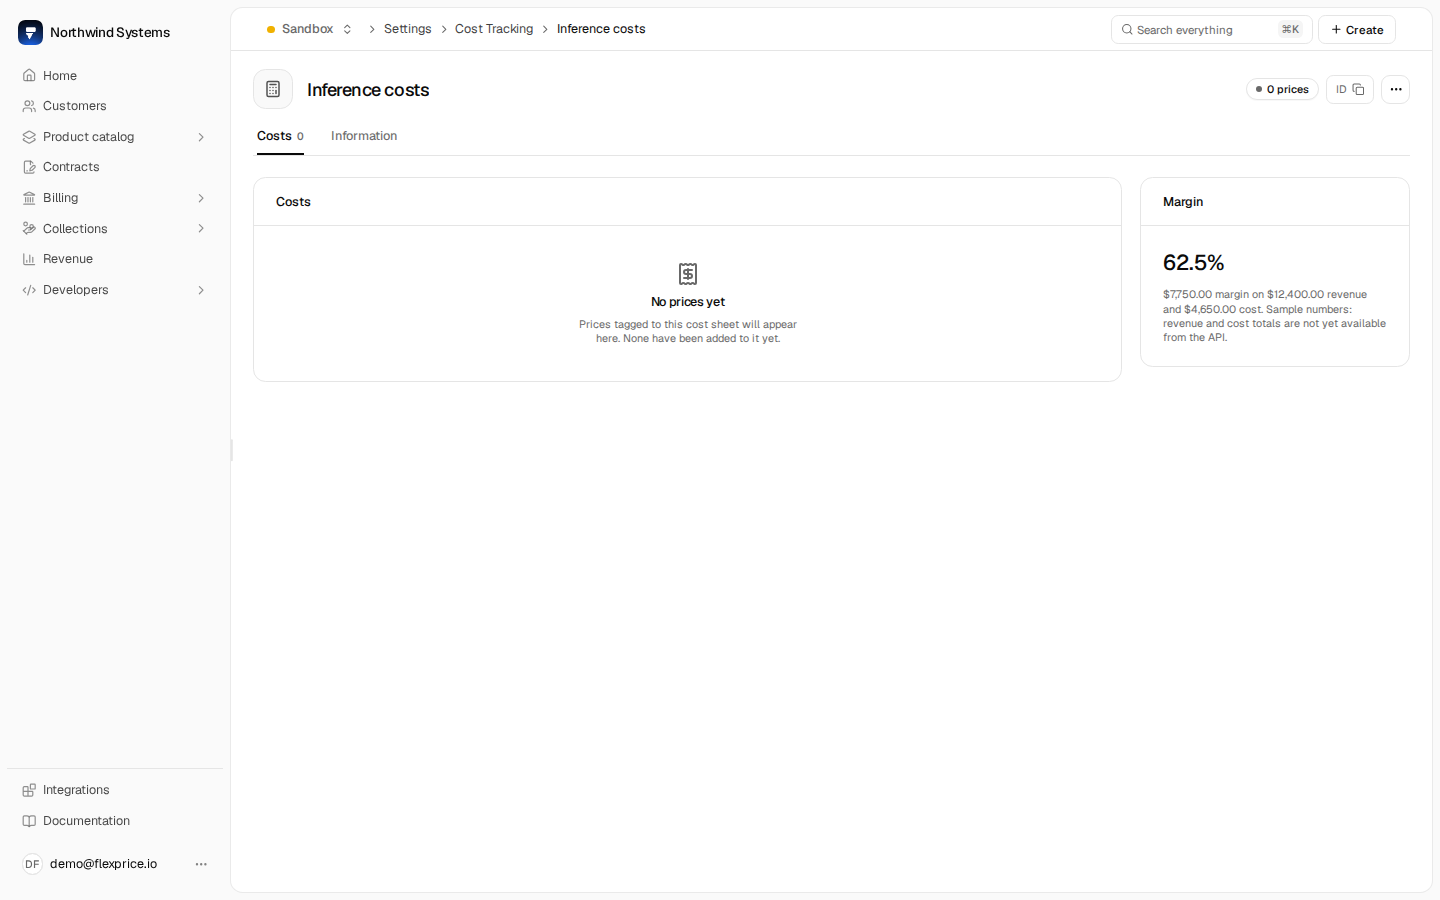 Northwind Systems
Home
Customers
Product catalog
Contracts
Billing
Collections
Revenue
Developers
Integrations
Documentation
DF demo@flexprice.io
Sandbox
Settings
Cost Tracking
Inference costs
Search everything ⌘K
Create
Inference costs
0 prices
ID
Costs 0
Information
Costs
No prices yet
Prices tagged to this cost sheet will appear
here. None have been added to it yet.
Margin
62.5%
$7,750.00 margin on $12,400.00 revenue
and $4,650.00 cost. Sample numbers:
revenue and cost totals are not yet available
from the API.